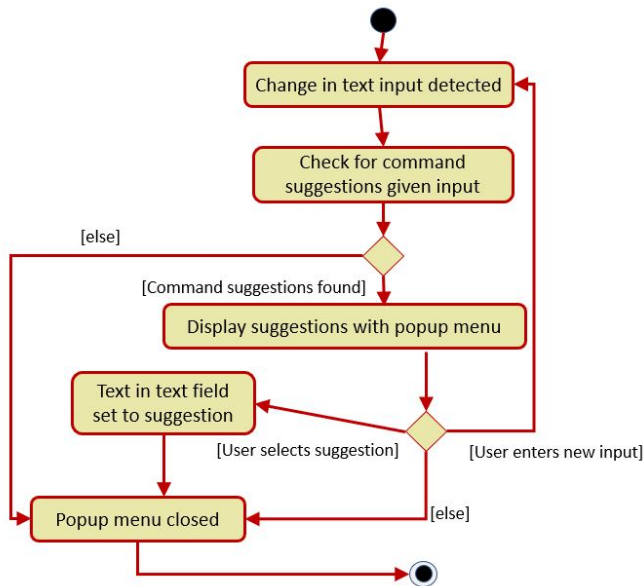 Change in text input detected
Check for command
suggestions given input
[else]
[Command suggestions found]
Display suggestions with popup menu
Text in text field
set to suggestion
[User selects suggestion]
[User enters new input]
[else]
Popup menu closed